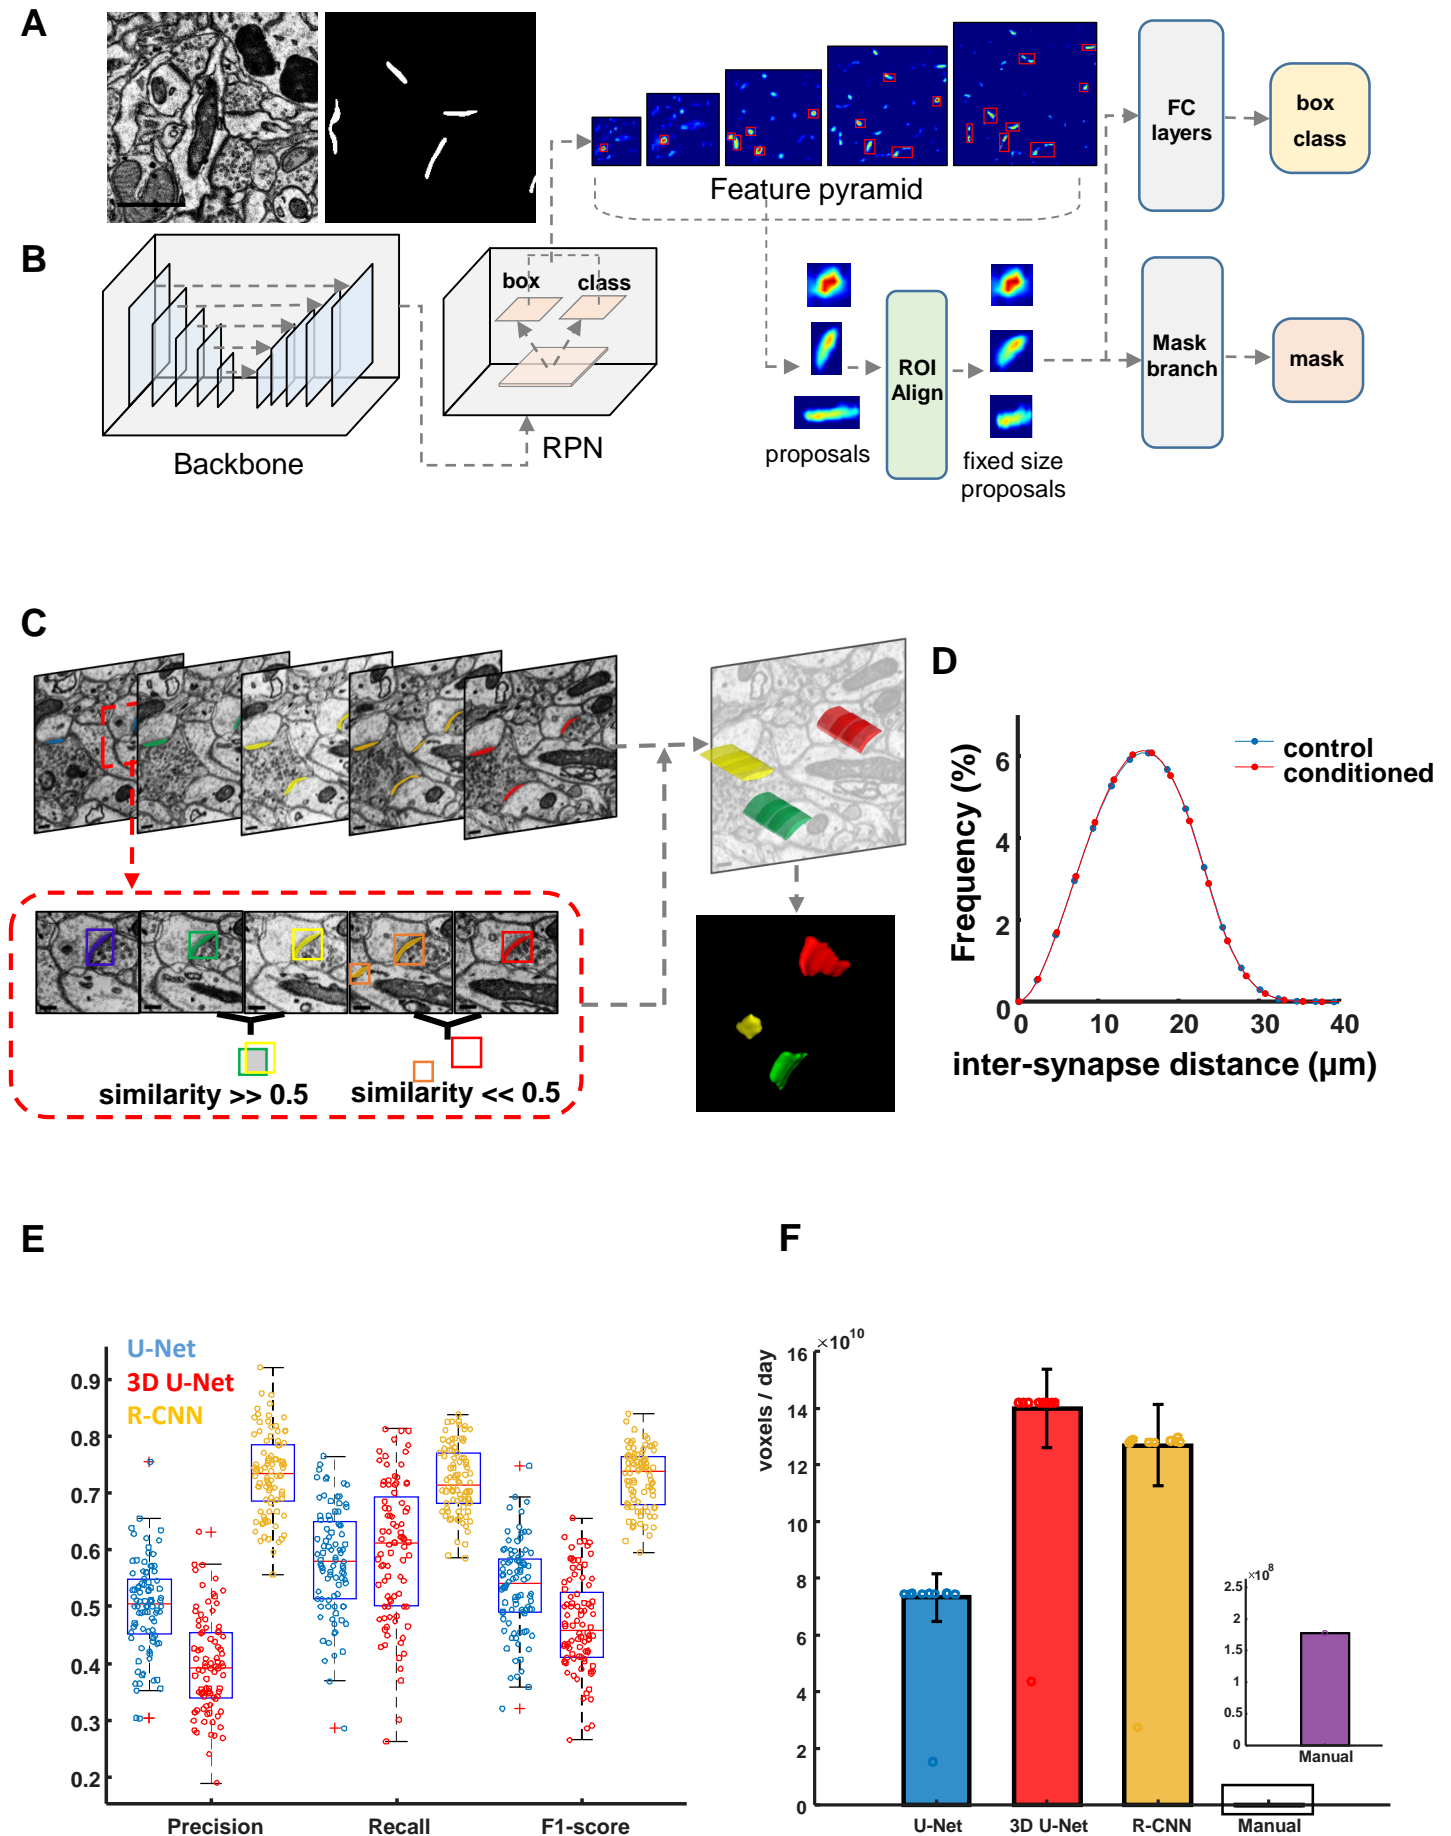 A
Feature pyramid
FC
layers
box
class
B
Backbone
box
class
RPN
proposals
ROI
Align
fixed size
proposals
Mask
branch
mask
C
similarity >> 0.5
similarity << 0.5
D
control
conditioned
Frequency (%)
6
4
2
0
0
10
20
30
40
inter-synapse distance (μm)
E
U-Net
3D U-Net
R-CNN
0.9
0.8
0.7
0.6
0.5
0.4
0.3
0.2
Precision
Recall
F1-score
F
×10^10
voxels / day
16
14
12
10
8
6
4
2
0
U-Net
3D U-Net
R-CNN
Manual
×10^8
2.5
2
1.5
1
0.5
0
Manual